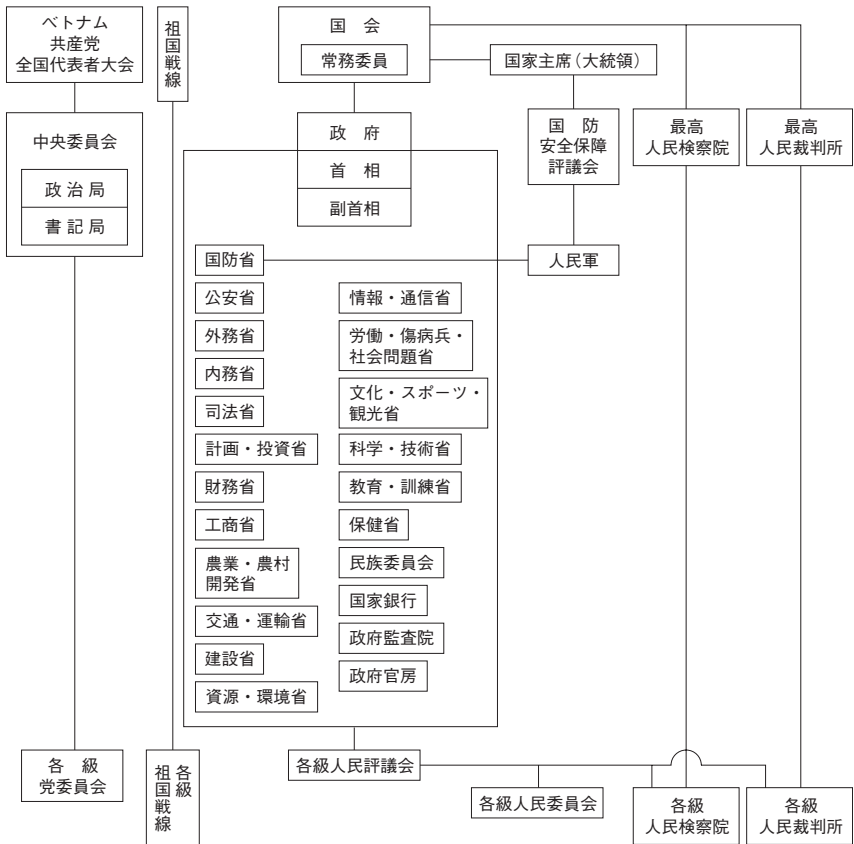 ベトナム
共産党
全国代表者大会
祖国戦線
国 会
常務委員
国家主席(大統領)
中央委員会
政 治 局
書 記 局
政 府
首 相
副首相
国 防
安全保障
評議会
最高
人民検察院
最高
人民裁判所
国防省
人民軍
公安省
外務省
内務省
司法省
計画・投資省
財務省
工商省
農業・農村
開発省
交通・運輸省
建設省
資源・環境省
情報・通信省
労働・傷病兵・
社会問題省
文化・スポーツ・
観光省
科学・技術省
教育・訓練省
保健省
民族委員会
国家銀行
政府監査院
政府官房
各 級
党委員会
各級
祖国戦線
各級人民評議会
各級人民委員会
各級
人民検察院
各級
人民裁判所